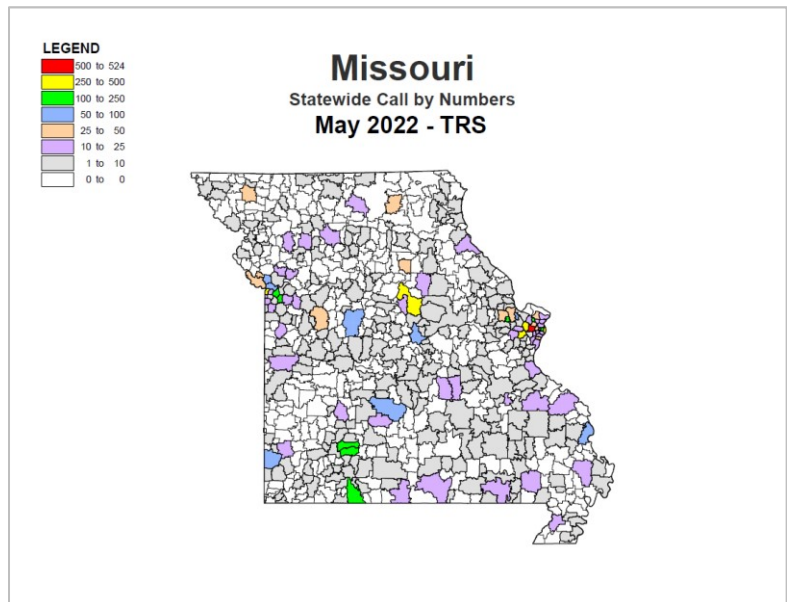 LEGEND
500 to 524
250 to 500
100 to 250
50 to 100
25 to 50
10 to 25
1 to 10
0 to 0
Missouri
Statewide Call by Numbers
May 2022 - TRS